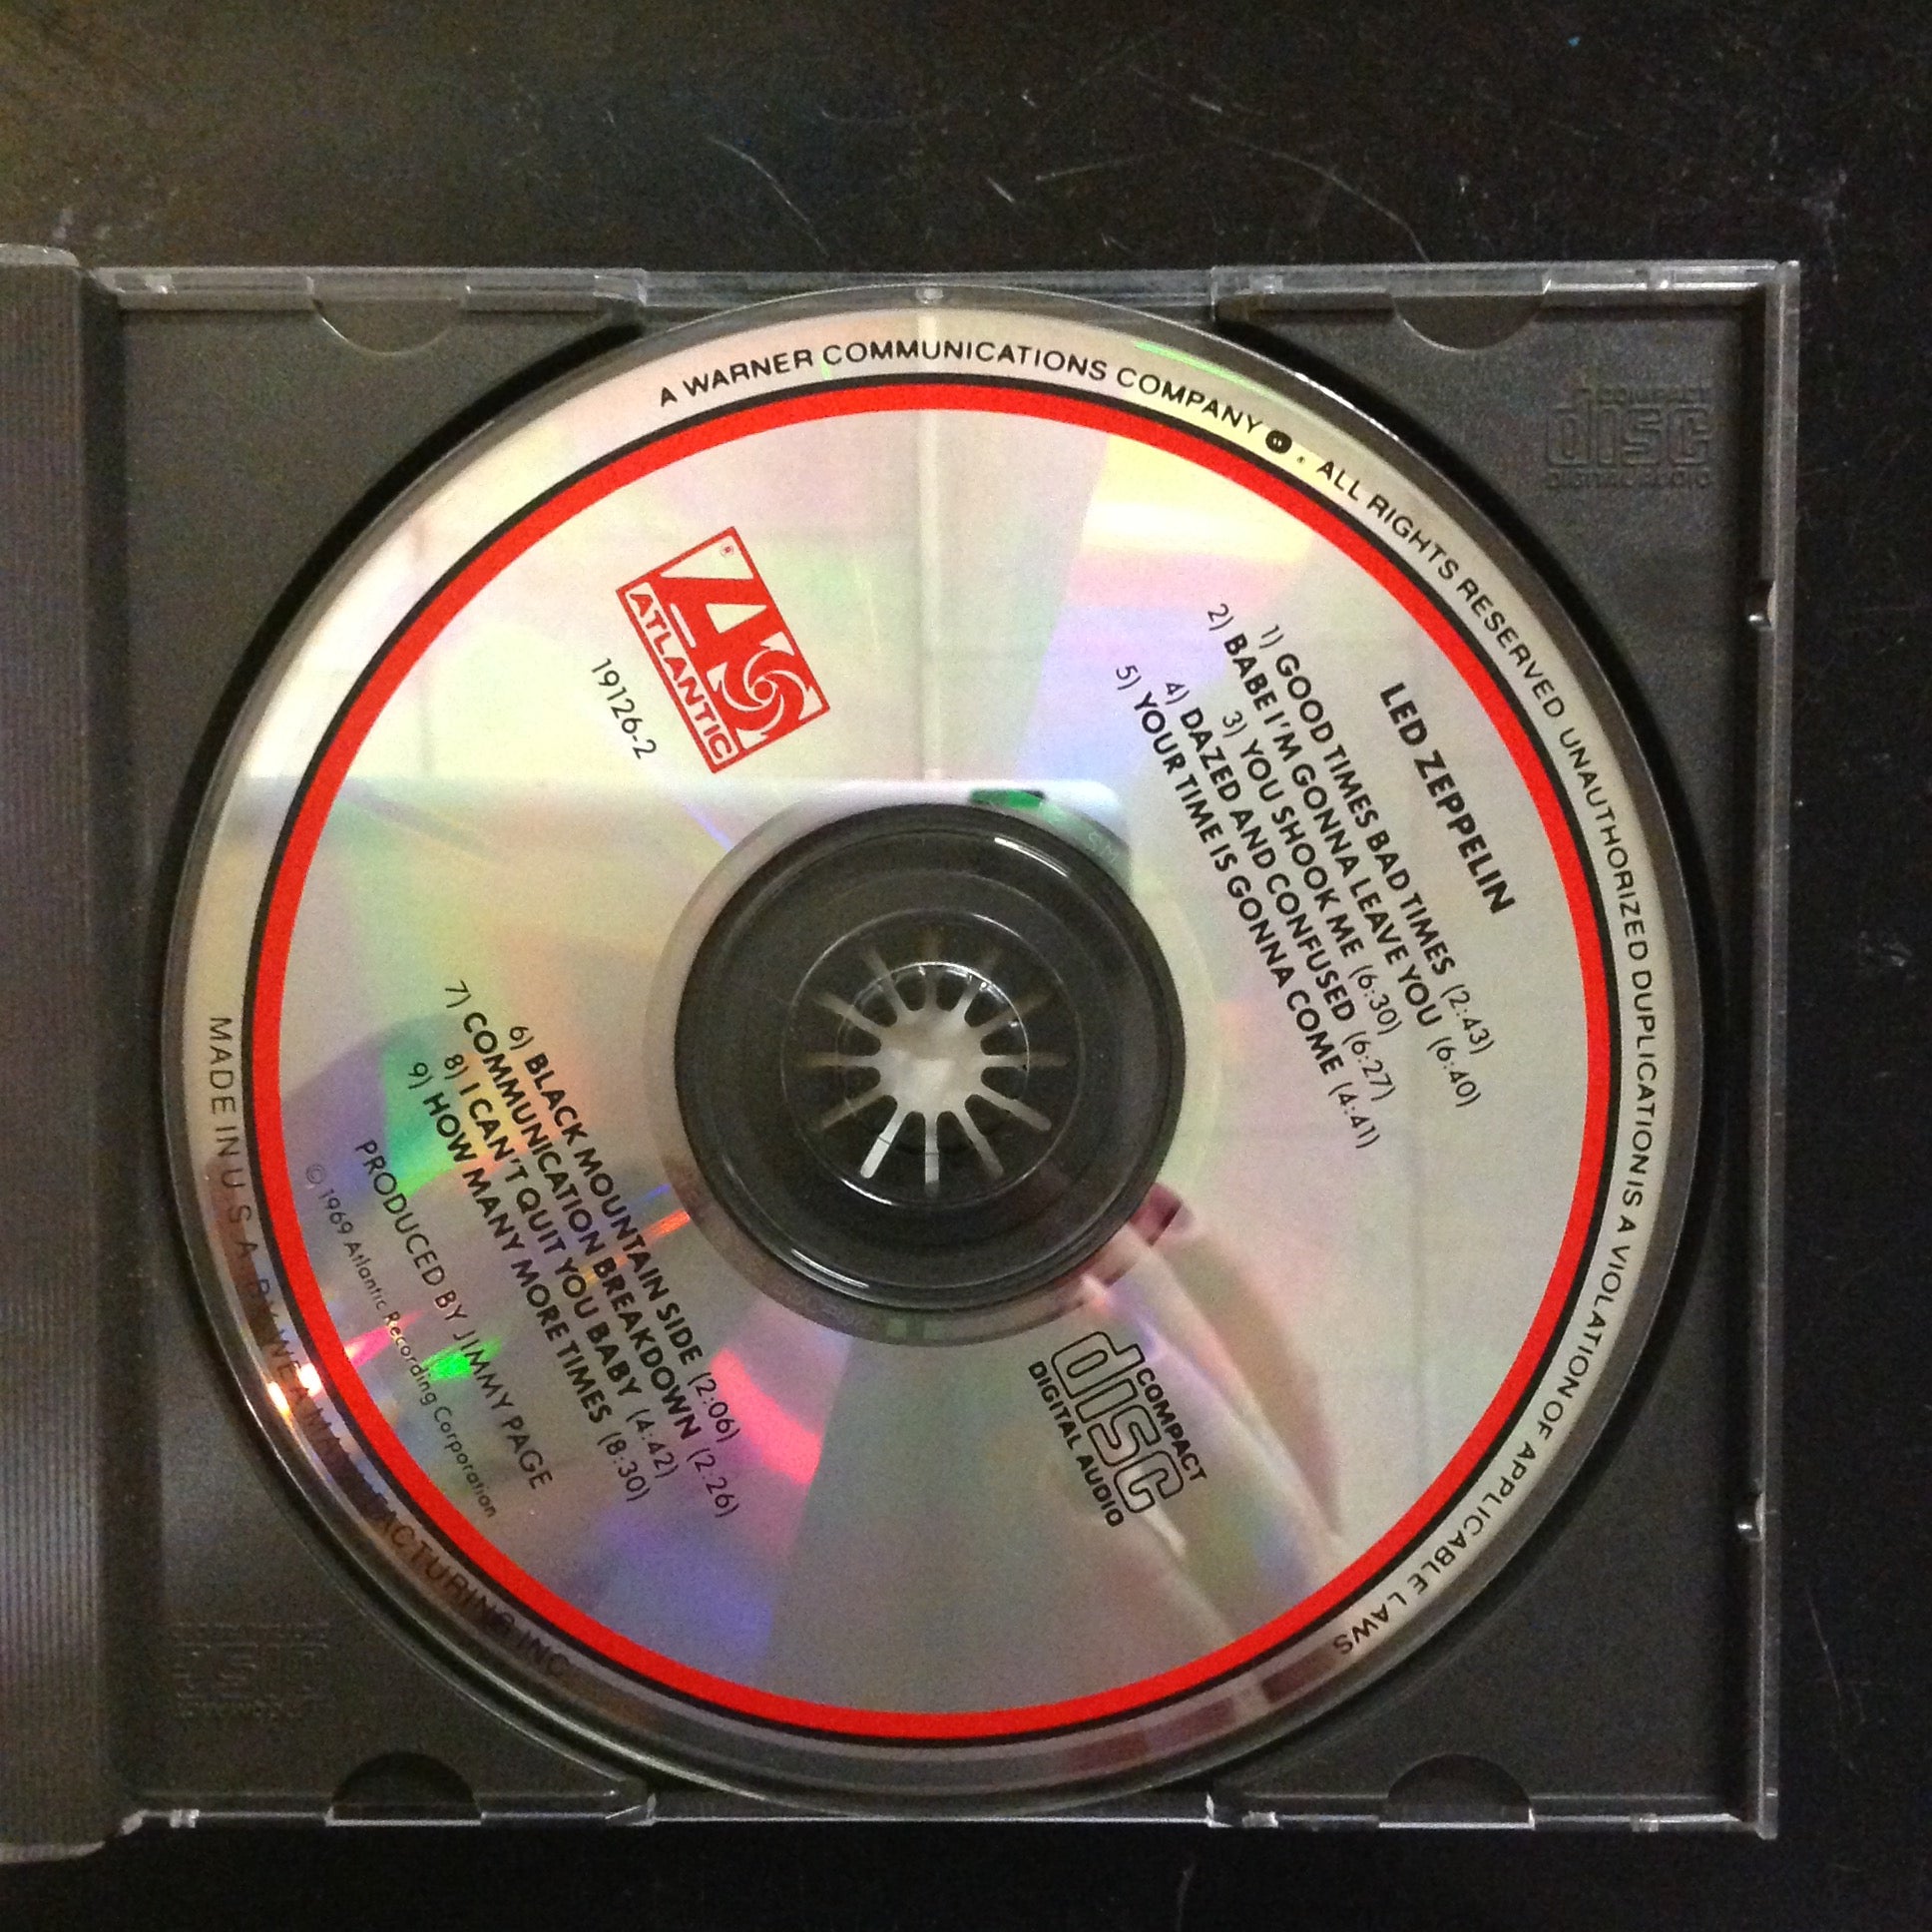 A WARNER COMMUNICATIONS COMPANY . ALL RIGHTS RESERVED UNAUTHORIZED DUPLICATION IS A VIOLATION OF APPLICABLE LAWS
LED ZEPPELIN
1) GOOD TIMES BAD TIMES (2:43)
2) BABE I'M GONNA LEAVE YOU (6:40)
3) YOU SHOOK ME (6:30)
4) DAZED AND CONFUSED (6:27)
5) YOUR TIME IS GONNA COME (4:41)
ATLANTIC
®
19126-2
COMPACT
disc
DIGITAL AUDIO
6) BLACK MOUNTAIN SIDE (2:06)
7) COMMUNICATION BREAKDOWN (2:26)
8) I CAN'T QUIT YOU BABY (4:42)
9) HOW MANY MORE TIMES (8:30)
PRODUCED BY JIMMY PAGE
© 1969 Atlantic Recording Corporation
MADE IN U.S.A. BY WEA MANUFACTURING INC.
COMPACT
disc
DIGITAL AUDIO